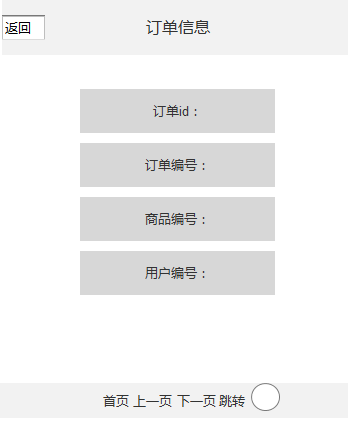 返回
订单信息
订单id：
订单编号：
商品编号：
用户编号：
首页 上一页 下一页 跳转